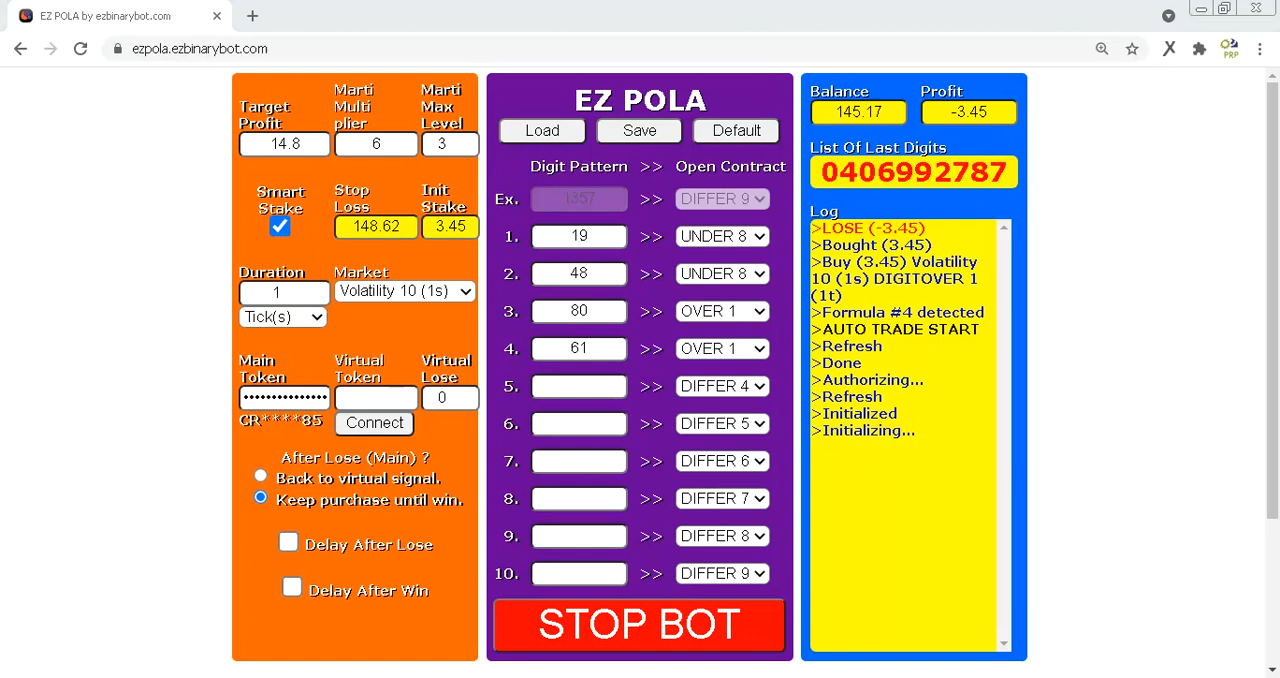 EZ POLA by ezbinarybot.com
ezpola.ezbinarybot.com
PRP
Target Profit
Marti Multi plier
Marti Max Level
14.8
6
3
Smart Stake
Stop Loss
Init Stake
148.62
3.45
Duration
Market
1
Volatility 10 (1s)
Tick(s)
Main Token
Virtual Token
Virtual Lose
•••••••••••••••
0
CR****85
Connect
After Lose (Main) ?
Back to virtual signal.
Keep purchase until win.
Delay After Lose
Delay After Win
EZ POLA
Load Save Default
Digit Pattern >> Open Contract
Ex. 1357 >> DIFFER 9
1. 19 >> UNDER 8
2. 48 >> UNDER 8
3. 80 >> OVER 1
4. 61 >> OVER 1
5. >> DIFFER 4
6. >> DIFFER 5
7. >> DIFFER 6
8. >> DIFFER 7
9. >> DIFFER 8
10. >> DIFFER 9
STOP BOT
Balance Profit
145.17 -3.45
List Of Last Digits
0406992787
Log
>LOSE (-3.45)
>Bought (3.45)
>Buy (3.45) Volatility
10 (1s) DIGITOVER 1
(1t)
>Formula #4 detected
>AUTO TRADE START
>Refresh
>Done
>Authorizing...
>Refresh
>Initialized
>Initializing...